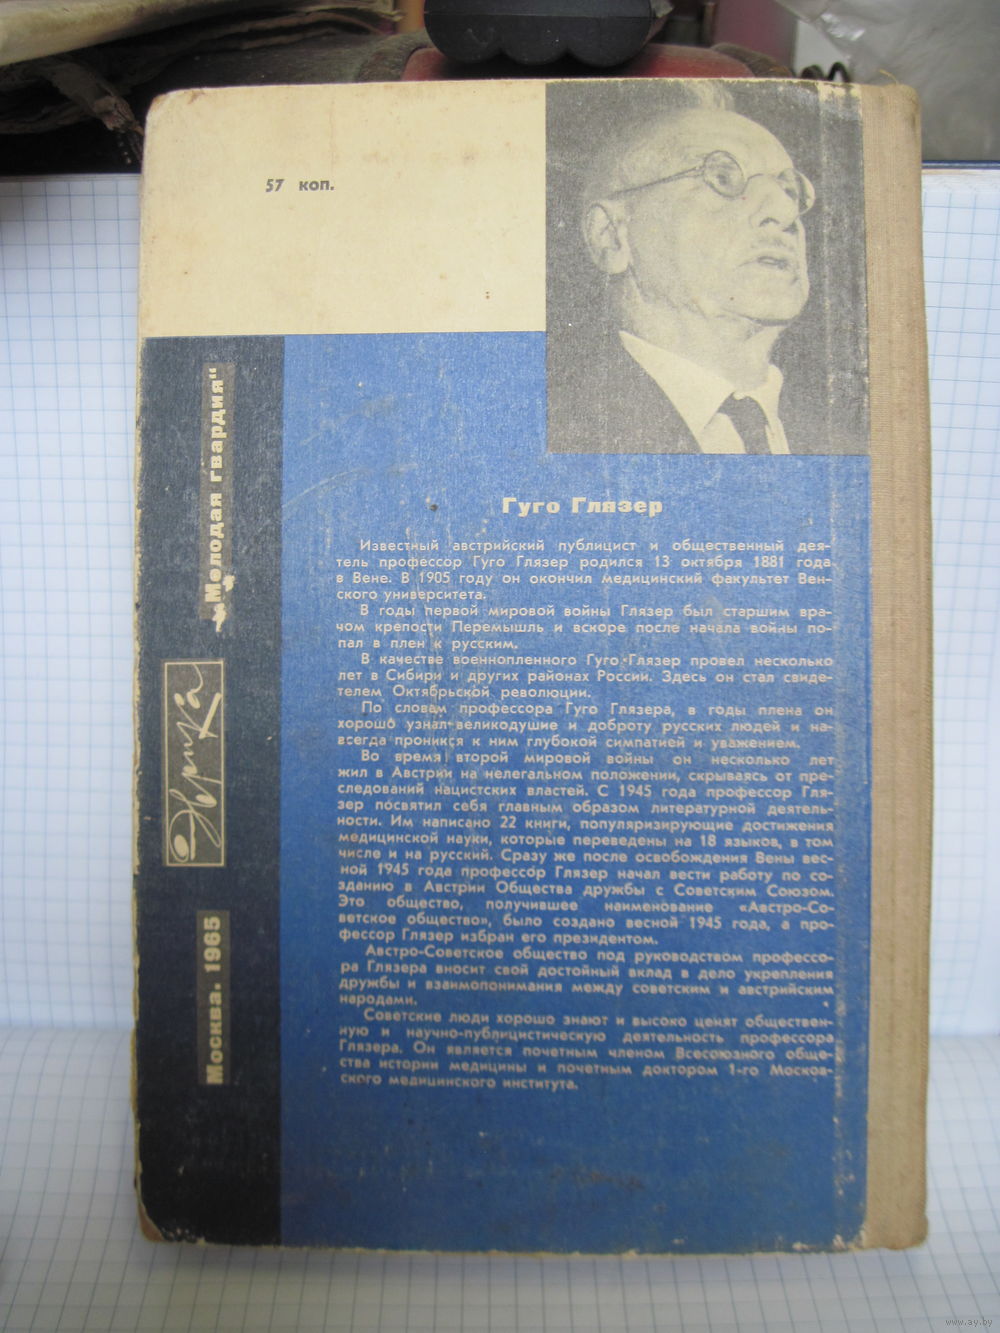 57 коп.
Гуго Глязер
Известный австрийский публицист и общественный дея-
тель профессор Гуго Глязер родился 13 октября 1881 года
в Вене. В 1905 году он окончил медицинский факультет Вен-
ского университета.
В годы первой мировой войны Глязер был старшим вра-
чом крепости Перемышль и вскоре после начала войны по-
пал в плен к русским.
В качестве военнопленного Гуго Глязер провел несколько
лет в Сибири и других районах России. Здесь он стал свиде-
телем Октябрьской революции.
По словам профессора Гуго Глязера, в годы плена он
хорошо узнал великодушие и доброту русских людей и на-
всегда проникся к ним глубокой симпатией и уважением.
Во время второй мировой войны он несколько лет
жил в Австрии на нелегальном положении, скрываясь от пре-
следований нацистских властей. С 1945 года профессор Гля-
зер посвятил себя главным образом литературной деятель-
ности. Им написано 22 книги, популяризирующие достижения
медицинской науки, которые переведены на 18 языков, в том
числе и на русский. Сразу же после освобождения Вены вес-
ной 1945 года профессор Глязер начал вести работу по со-
зданию в Австрии Общества дружбы с Советским Союзом.
Это общество, получившее наименование «Австро-Со-
ветское общество», было создано весной 1945 года, а про-
фессор Глязер избран его президентом.
Австро-Советское общество под руководством профессо-
ра Глязера вносит свой достойный вклад в дело укрепления
дружбы и взаимопонимания между советским и австрийским
народами.
Советские люди хорошо знают и высоко ценят обществен-
ную и научно-публицистическую деятельность профессора
Глязера. Он является почетным членом Всесоюзного обще-
ства истории медицины и почетным доктором 1-го Москов-
ского медицинского института.
„Молодая гвардия“
Эврика
Москва. 1965
www.ay.by